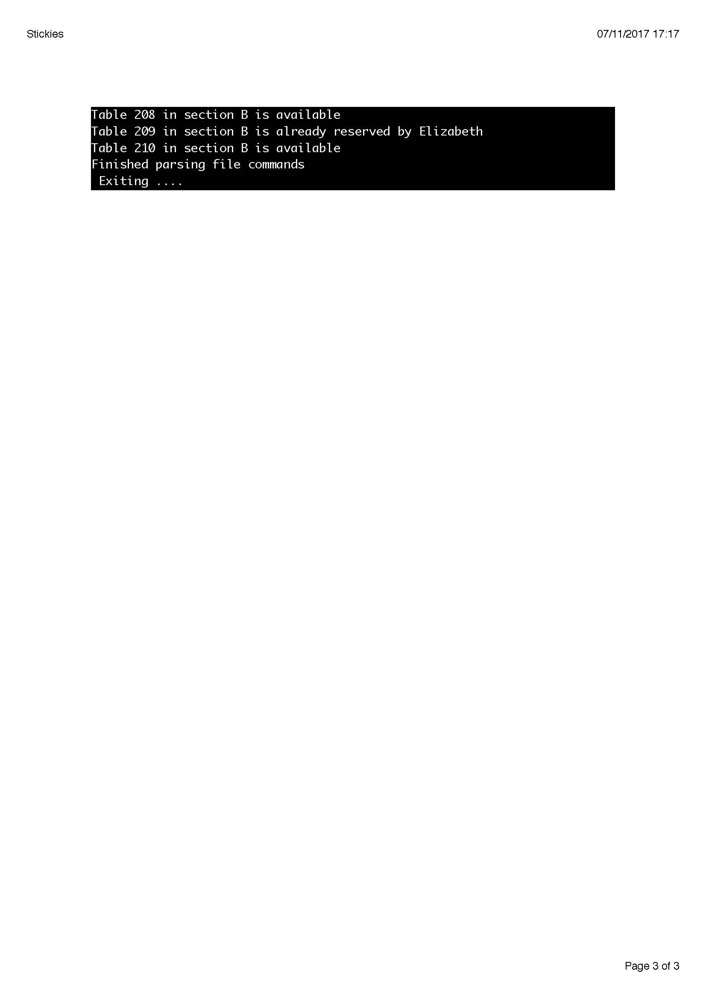 Stickies
07/11/2017 17:17
Table 208 in section B is available
Table 209 in section B is already reserved by Elizabeth
Table 210 in section B is available
Finished parsing file commands
 Exiting ....
Page 3 of 3